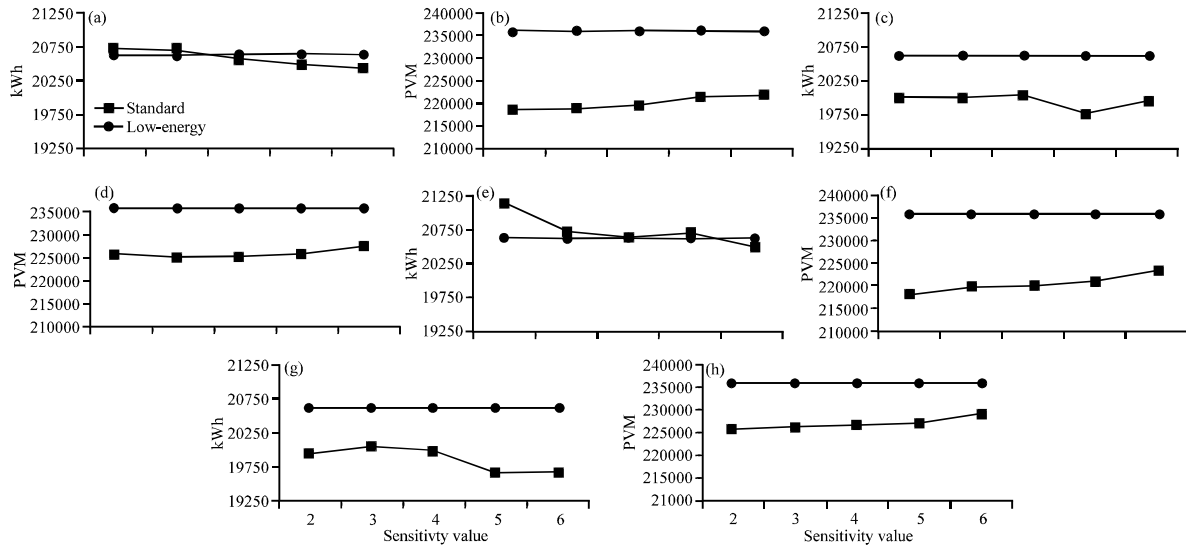 (a)
21250
20750
20250
19750
19250
kWh
Standard
Low-energy
(b)
240000
235000
230000
225000
220000
215000
210000
PVM
(c)
21250
20750
20250
19750
19250
kWh
(d)
235000
230000
225000
220000
215000
210000
PVM
(e)
21250
20750
20250
19750
19250
kWh
(f)
240000
235000
230000
225000
220000
215000
210000
PVM
(g)
21250
20750
20250
19750
19250
kWh
2 3 4 5 6
Sensitivty value
(h)
240000
235000
230000
225000
220000
215000
21000
PVM
2 3 4 5 6
Sensitivty value